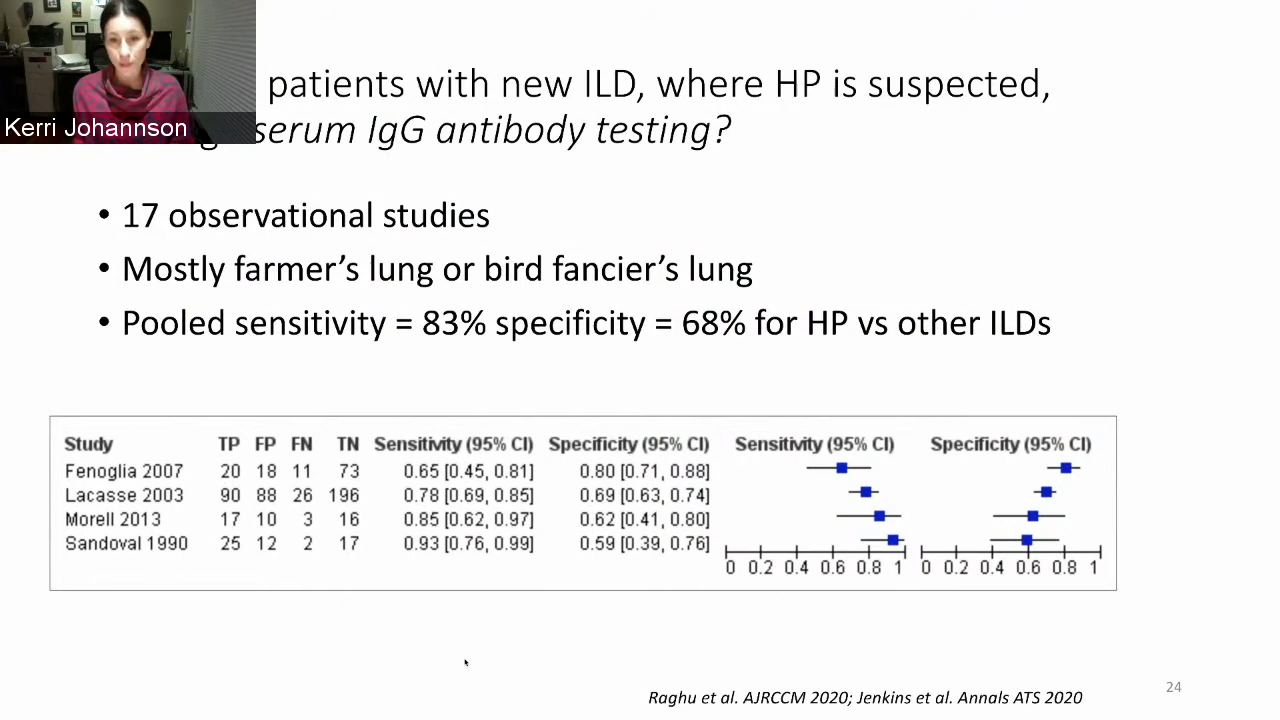 patients with new ILD, where HP is suspected,
Kerri Johannson
serum IgG antibody testing?
• 17 observational studies
• Mostly farmer's lung or bird fancier's lung
• Pooled sensitivity = 83% specificity = 68% for HP vs other ILDs
Study TP FP FN TN Sensitivity (95% CI) Specificity (95% CI) Sensitivity (95% CI) Specificity (95% CI)
Fenoglia 2007 20 18 11 73 0.65 [0.45, 0.81] 0.80 [0.71, 0.88]
Lacasse 2003 90 88 26 196 0.78 [0.69, 0.85] 0.69 [0.63, 0.74]
Morell 2013 17 10 3 16 0.85 [0.62, 0.97] 0.62 [0.41, 0.80]
Sandoval 1990 25 12 2 17 0.93 [0.76, 0.99] 0.59 [0.39, 0.76]
0 0.2 0.4 0.6 0.8 1 0 0.2 0.4 0.6 0.8 1
Raghu et al. AJRCCM 2020; Jenkins et al. Annals ATS 2020
24